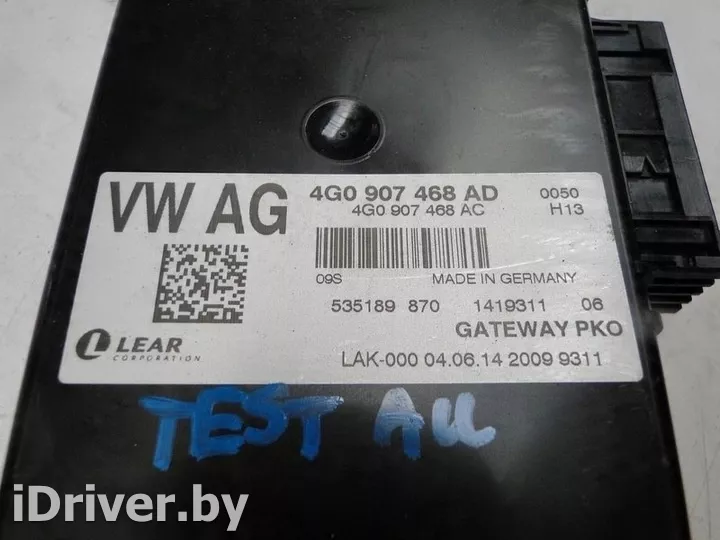 VW AG 4G0 907 468 AD 0050
4G0 907 468 AC H13
09S MADE IN GERMANY
535189 870 1419311 06
GATEWAY PKO
LEAR
CORPORATION
LAK-000 04.06.14 2009 9311
TEST ALL
iDriver.by